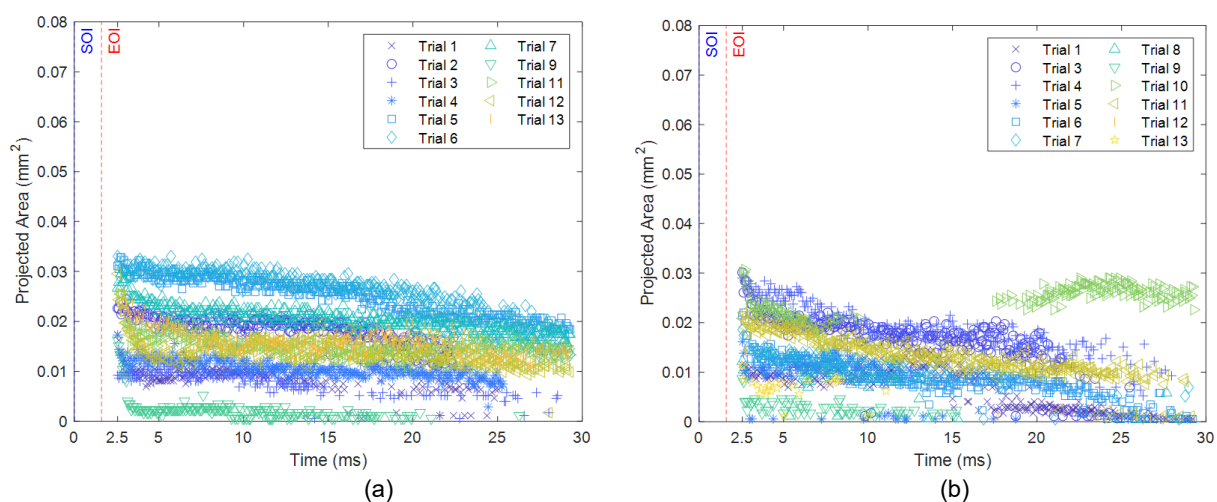 0.08
0.07
0.06
0.05
0.04
0.03
0.02
0.01
0
Projected Area (mm²)
SOI
EOI
Trial 1
Trial 2
Trial 3
Trial 4
Trial 5
Trial 6
Trial 7
Trial 9
Trial 11
Trial 12
Trial 13
0 2.5 5 10 15 20 25 30
Time (ms)
(a)
0.08
0.07
0.06
0.05
0.04
0.03
0.02
0.01
0
Projected Area (mm²)
SOI
EOI
Trial 1
Trial 3
Trial 4
Trial 5
Trial 6
Trial 7
Trial 8
Trial 9
Trial 10
Trial 11
Trial 12
Trial 13
0 2.5 5 10 15 20 25 30
Time (ms)
(b)